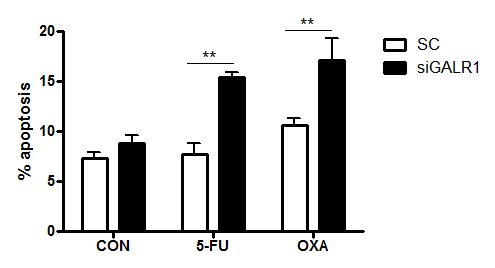 % apoptosis
20
15
10
5
0
**
**
CON
5-FU
OXA
SC
siGALR1